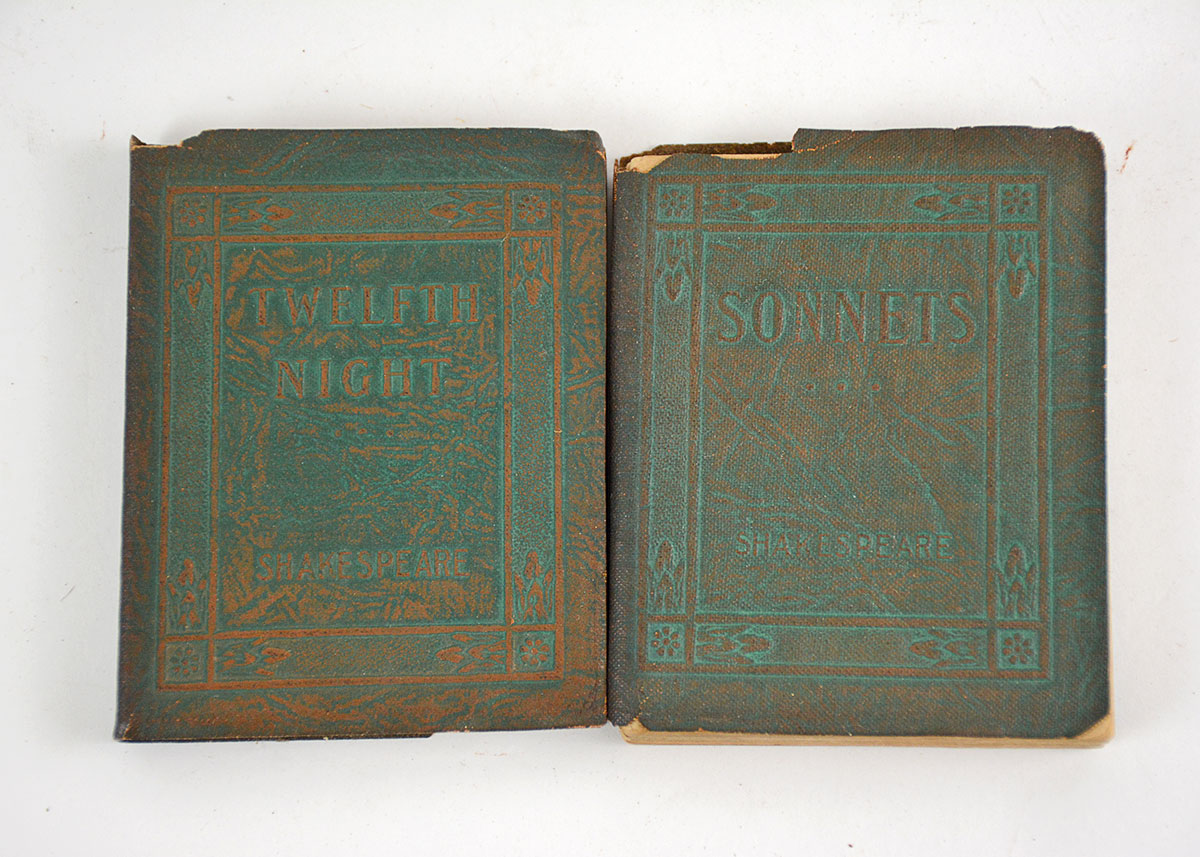 TWELFTH
NIGHT
SHAKESPEARE
SONNETS
. . .
SHAKESPEARE